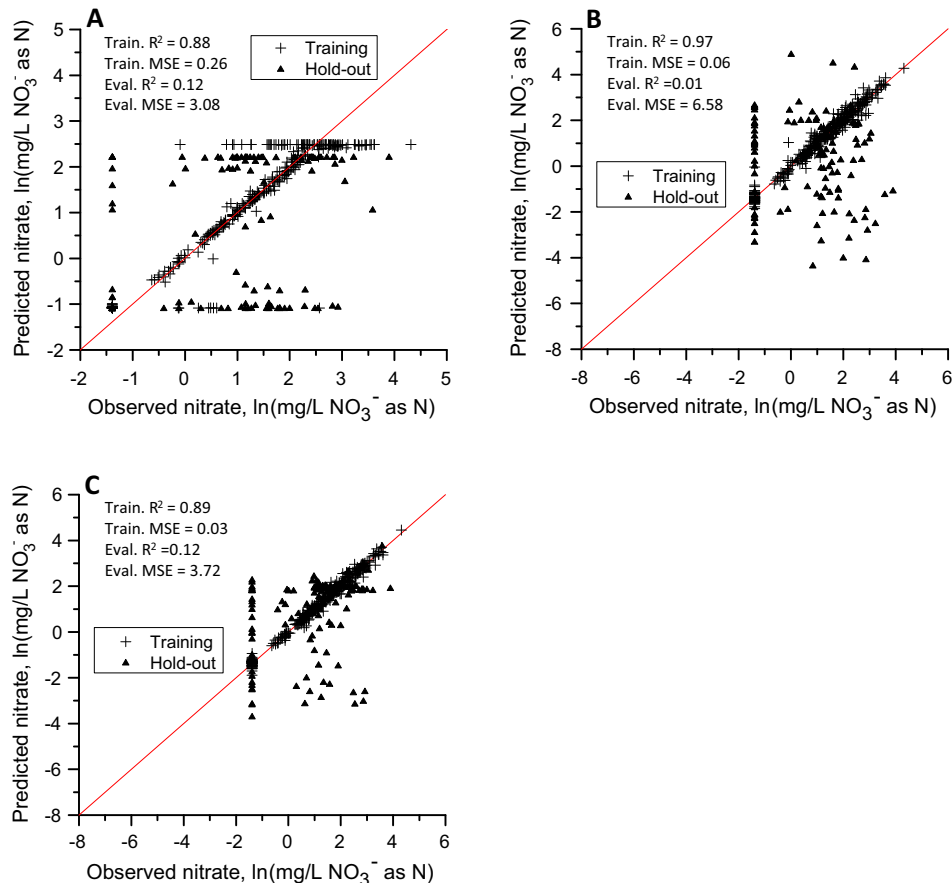 A
Train. R² = 0.88
Train. MSE = 0.26
Eval. R² = 0.12
Eval. MSE = 3.08
Training
Hold-out
5
4
3
2
1
0
-1
-2
-2 -1 0 1 2 3 4 5
Predicted nitrate, ln(mg/L NO₃⁻ as N)
Observed nitrate, ln(mg/L NO₃⁻ as N)
B
Train. R² = 0.97
Train. MSE = 0.06
Eval. R² =0.01
Eval. MSE = 6.58
Training
Hold-out
6
4
2
0
-2
-4
-6
-8
-8 -6 -4 -2 0 2 4 6
Predicted nitrate, ln(mg/L NO₃⁻ as N)
Observed nitrate, ln(mg/L NO₃⁻ as N)
C
Train. R² = 0.89
Train. MSE = 0.03
Eval. R² =0.12
Eval. MSE = 3.72
Training
Hold-out
6
4
2
0
-2
-4
-6
-8
-8 -6 -4 -2 0 2 4 6
Predicted nitrate, ln(mg/L NO₃⁻ as N)
Observed nitrate, ln(mg/L NO₃⁻ as N)